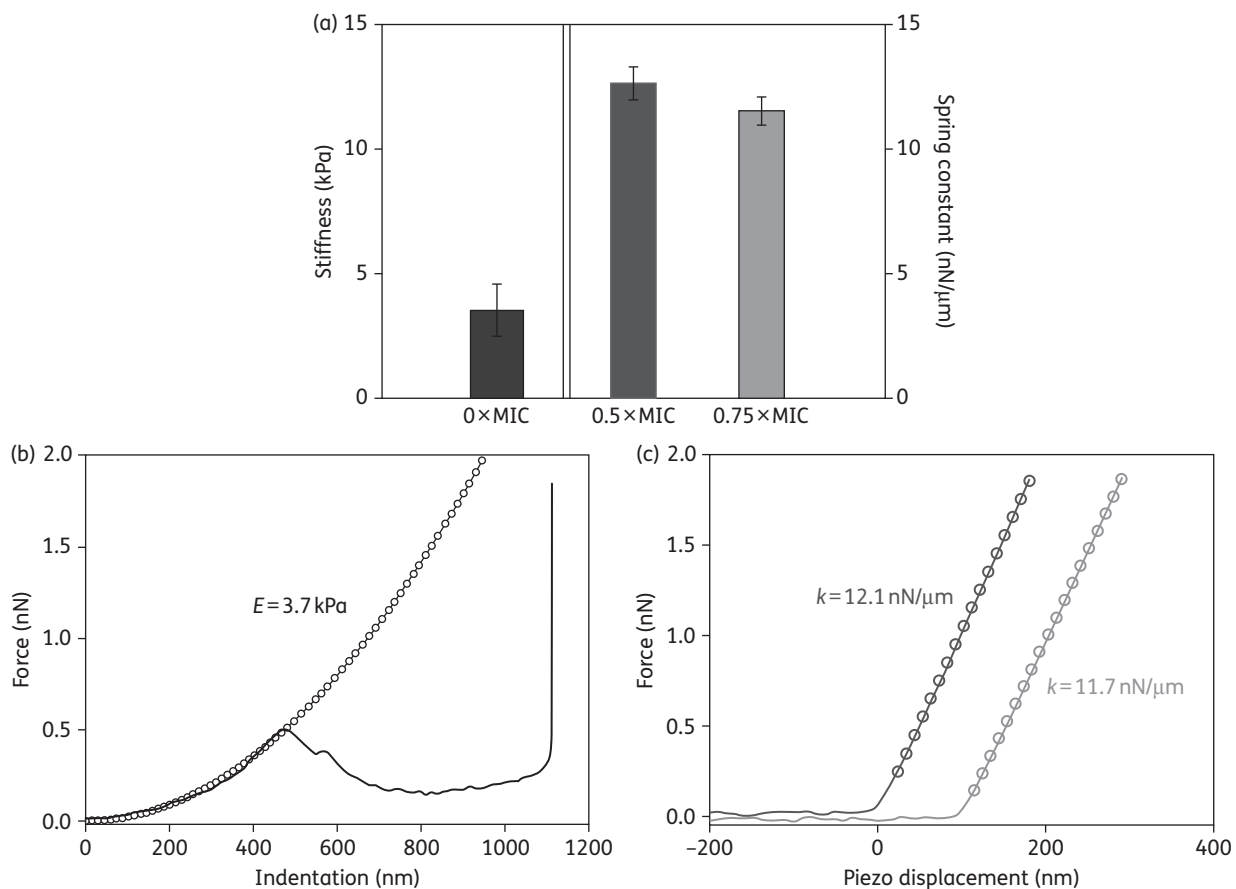 (a)
15
10
5
0
Stiffness (kPa)
15
10
5
0
Spring constant (nN/μm)
0×MIC
0.5×MIC
0.75×MIC
(b)
2.0
1.5
1.0
0.5
0.0
Force (nN)
E=3.7 kPa
0 200 400 600 800 1000 1200
Indentation (nm)
(c)
2.0
1.5
1.0
0.5
0.0
Force (nN)
k=12.1 nN/μm
k=11.7 nN/μm
−200 0 200 400
Piezo displacement (nm)